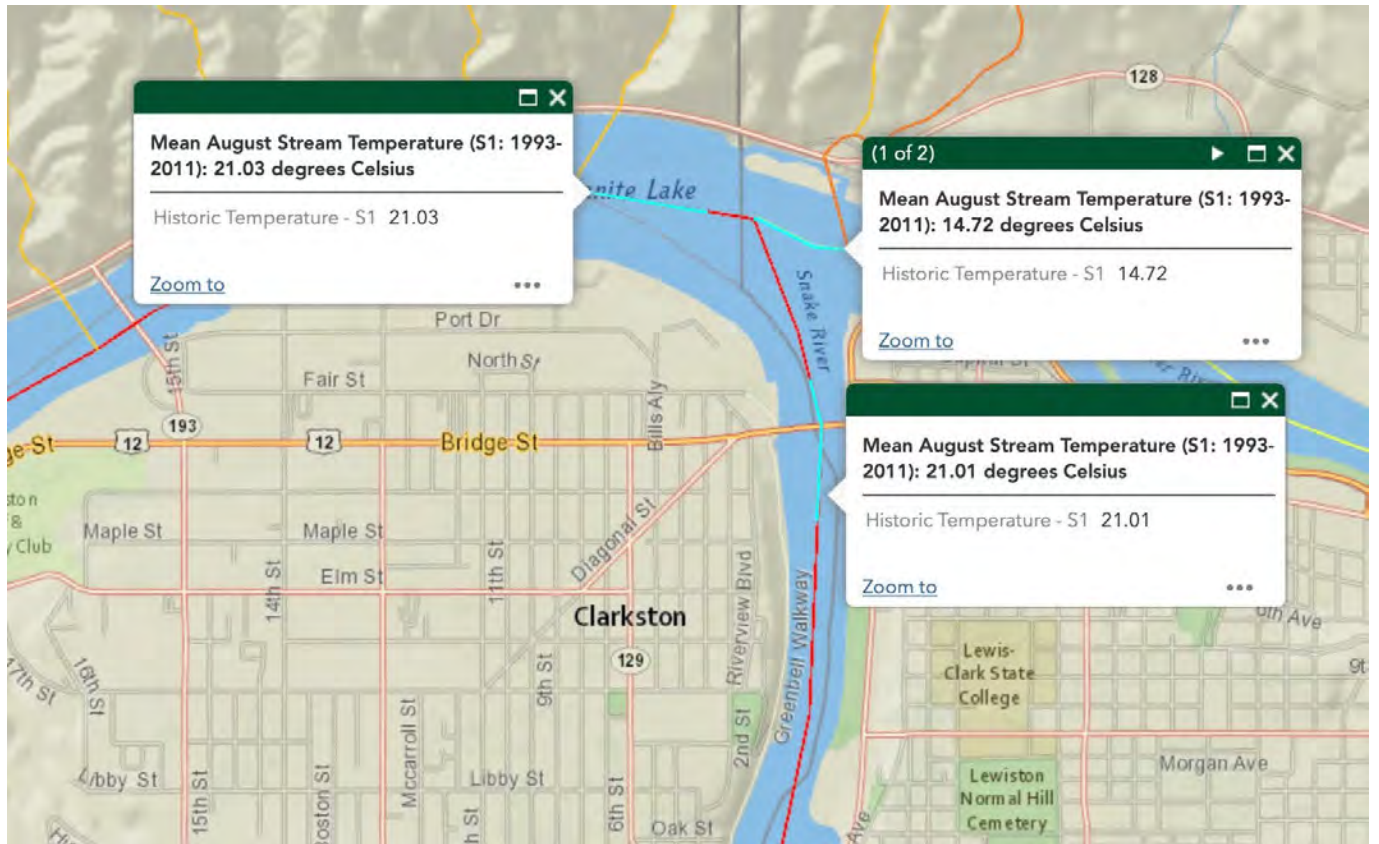 128
Mean August Stream Temperature (S1: 1993-
2011): 21.03 degrees Celsius
Historic Temperature - S1 21.03
Zoom to
•••
(1 of 2)
Mean August Stream Temperature (S1: 1993-
2011): 14.72 degrees Celsius
Historic Temperature - S1 14.72
Zoom to
•••
Mean August Stream Temperature (S1: 1993-
2011): 21.01 degrees Celsius
Historic Temperature - S1 21.01
Zoom to
•••
Lake
Snake River
Port Dr
North St
Fair St
15th St
193
12
12
Bridge St
Bills Aly
Maple St
Maple St
Elm St
14th St
11th St
Diagonal St
Club
Clarkston
129
Riverview Blvd
Greenbelt Walkway
17th St
16th St
9th St
2nd St
Mccarroll St
Libby St
Libby St
15th St
Boston St
6th St
Oak St
Lewis-
Clark State
College
Morgan Ave
Lewiston
Normal Hill
Cemetery
Ave
6th Ave